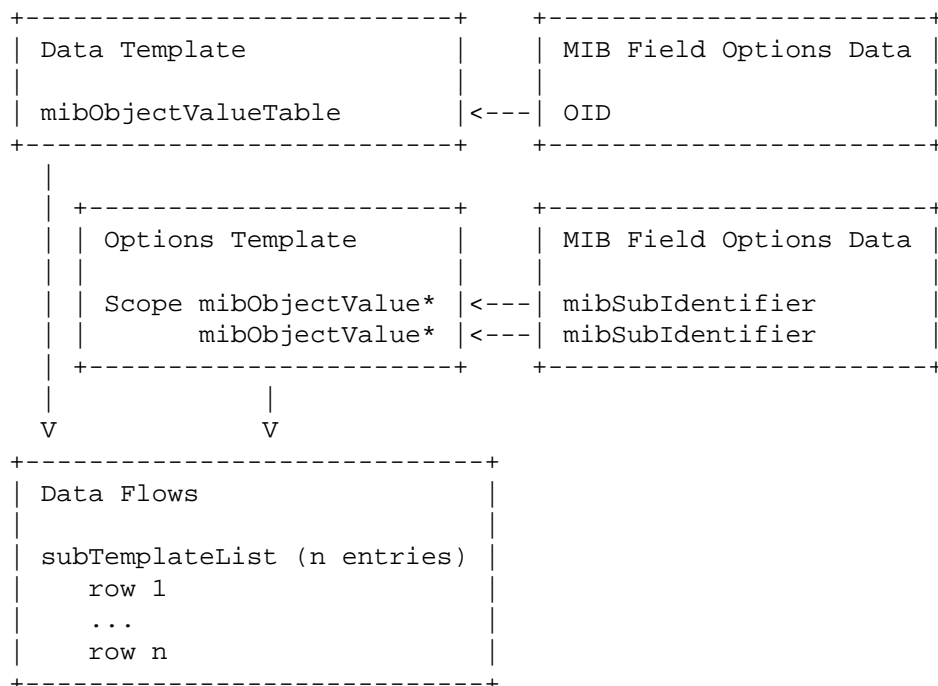 Data Template MIB Field Options Data
mibObjectValueTable <--- OID
Options Template MIB Field Options Data
Scope mibObjectValue* <--- mibSubIdentifier
mibObjectValue* <--- mibSubIdentifier
V V
Data Flows
subTemplateList (n entries)
row 1
...
row n